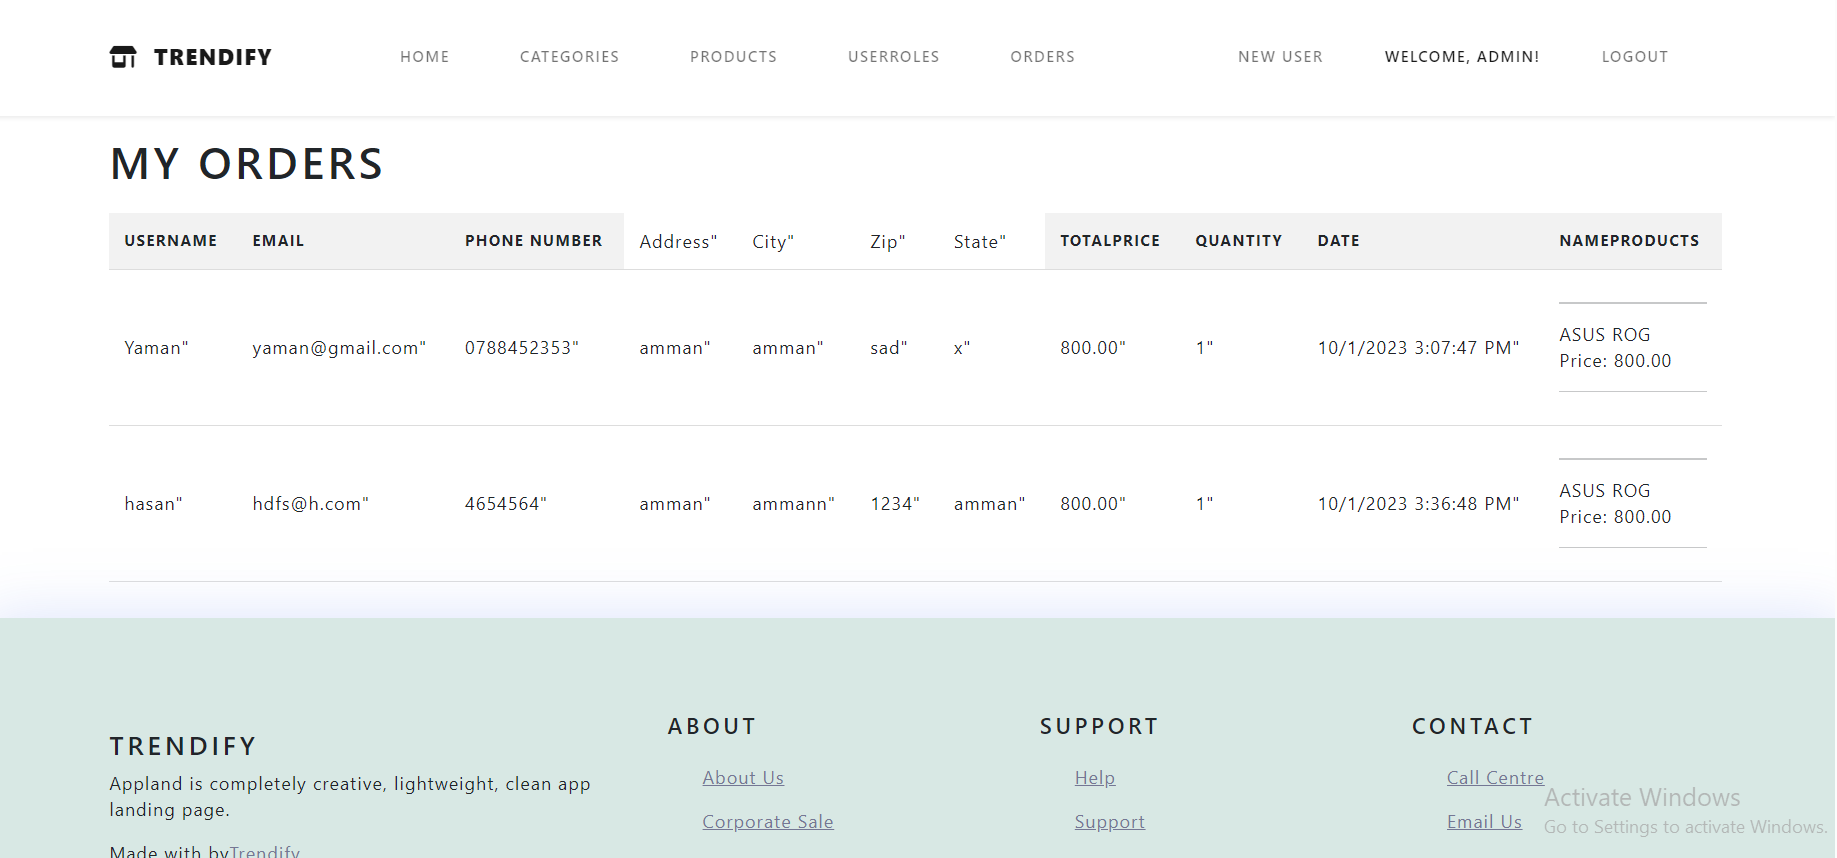 TRENDIFY HOME CATEGORIES PRODUCTS USERROLES ORDERS NEW USER WELCOME, ADMIN! LOGOUT
MY ORDERS
USERNAME EMAIL PHONE NUMBER Address" City" Zip" State" TOTALPRICE QUANTITY DATE NAMEPRODUCTS
Yaman" yaman@gmail.com" 0788452353" amman" amman" sad" x" 800.00" 1" 10/1/2023 3:07:47 PM" ASUS ROG
Price: 800.00
hasan" hdfs@h.com" 4654564" amman" ammann" 1234" amman" 800.00" 1" 10/1/2023 3:36:48 PM" ASUS ROG
Price: 800.00
TRENDIFY
Appland is completely creative, lightweight, clean app
landing page.
Made with byTrendify
ABOUT
About Us
Corporate Sale
SUPPORT
Help
Support
CONTACT
Call Centre
Email Us
Activate Windows
Go to Settings to activate Windows.